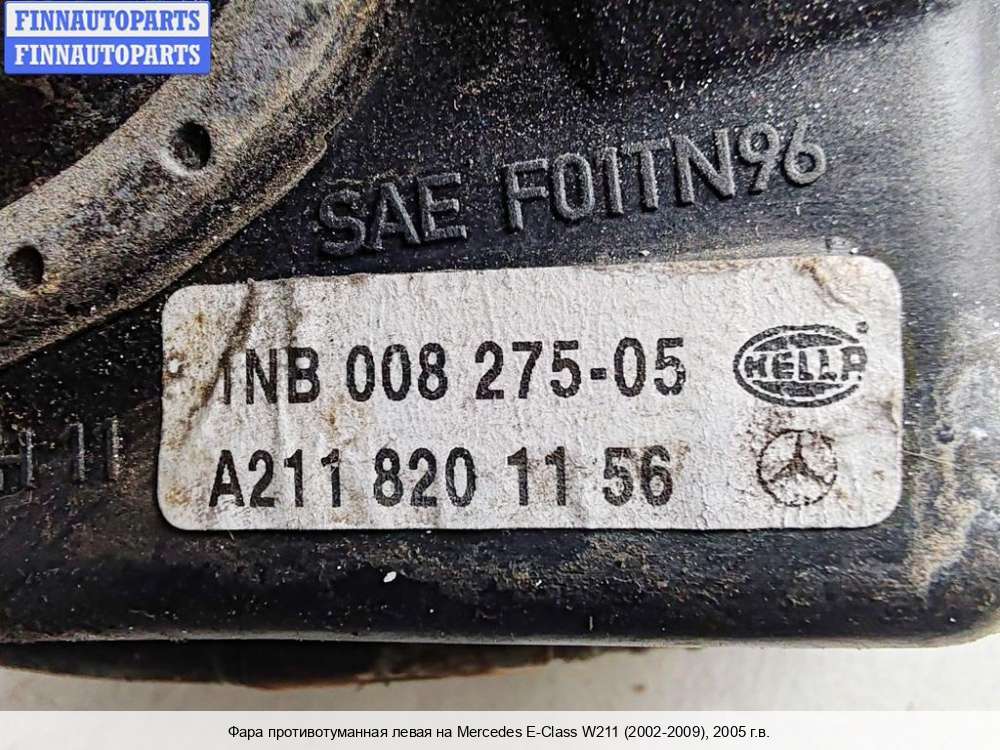 FINNAUTOPARTS
FINNAUTOPARTS
SAE F01TN96
1NB 008 275-05
HELLA
H 11
A211 820 11 56
Фара противотуманная левая на Mercedes E-Class W211 (2002-2009), 2005 г.в.